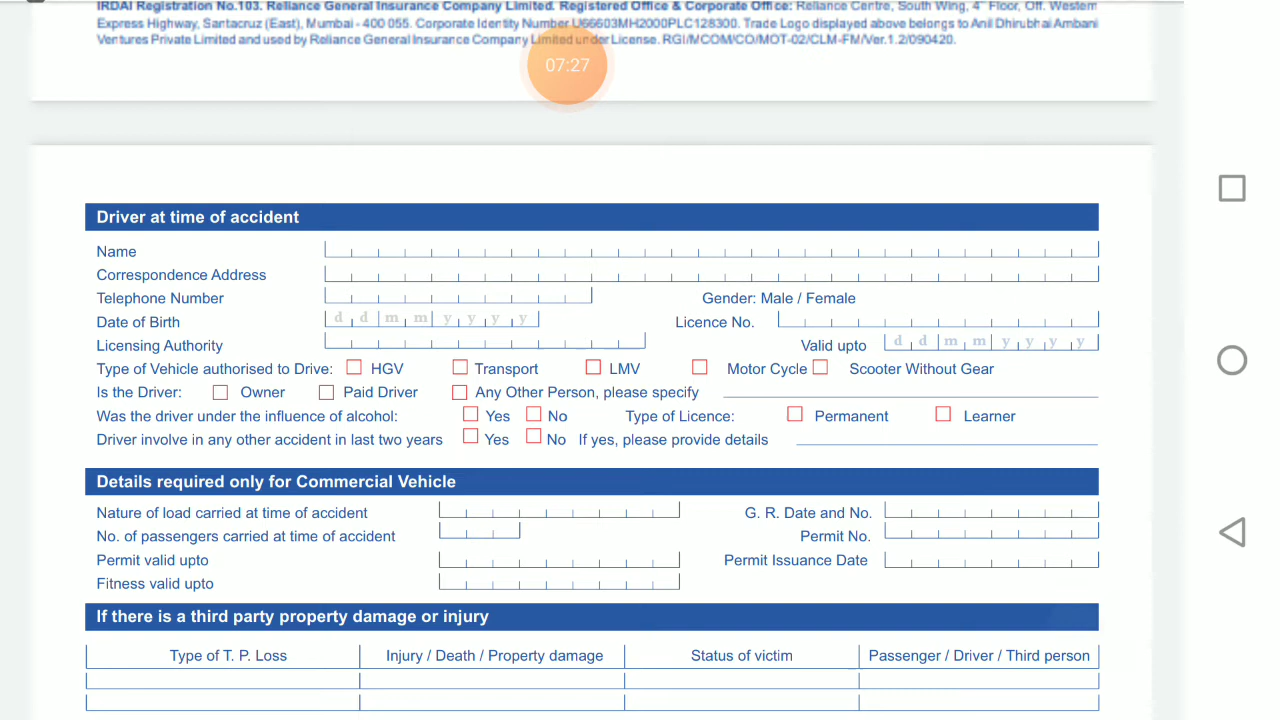 IRDAI Registration No.103. Reliance General Insurance Company Limited. Registered Office & Corporate Office: Reliance Centre, South Wing, 4th Floor, Off. Western
Express Highway, Santacruz (East), Mumbai - 400 055. Corporate Identity Number U66603MH2000PLC128300. Trade Logo displayed above belongs to Anil Dhirubhai Ambani
Ventures Private Limited and used by Reliance General Insurance Company Limited under License. RGI/MCOM/CO/MOT-02/CLM-FM/Ver.1.2/090420.
07:27
Driver at time of accident
Name
Correspondence Address
Telephone Number Gender: Male / Female
Date of Birth d d m m y y y y Licence No.
Licensing Authority Valid upto d d m m y y y y
Type of Vehicle authorised to Drive: HGV Transport LMV Motor Cycle Scooter Without Gear
Is the Driver: Owner Paid Driver Any Other Person, please specify
Was the driver under the influence of alcohol: Yes No Type of Licence: Permanent Learner
Driver involve in any other accident in last two years Yes No If yes, please provide details
Details required only for Commercial Vehicle
Nature of load carried at time of accident G. R. Date and No.
No. of passengers carried at time of accident Permit No.
Permit valid upto Permit Issuance Date
Fitness valid upto
If there is a third party property damage or injury
Type of T. P. Loss Injury / Death / Property damage Status of victim Passenger / Driver / Third person